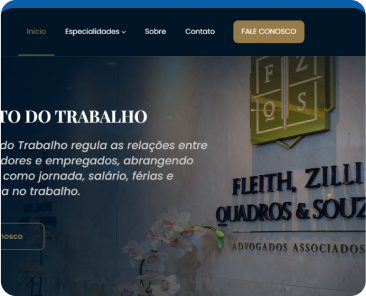 Início Especialidades Sobre Contato FALE CONOSCO
TO DO TRABALHO
do Trabalho regula as relações entre
dores e empregados, abrangendo
como jornada, salário, férias e
a no trabalho.
nosco
F Z
Q S
FLEITH, ZILLI
QUADROS & SOUZ
ADVOGADOS ASSOCIADOS